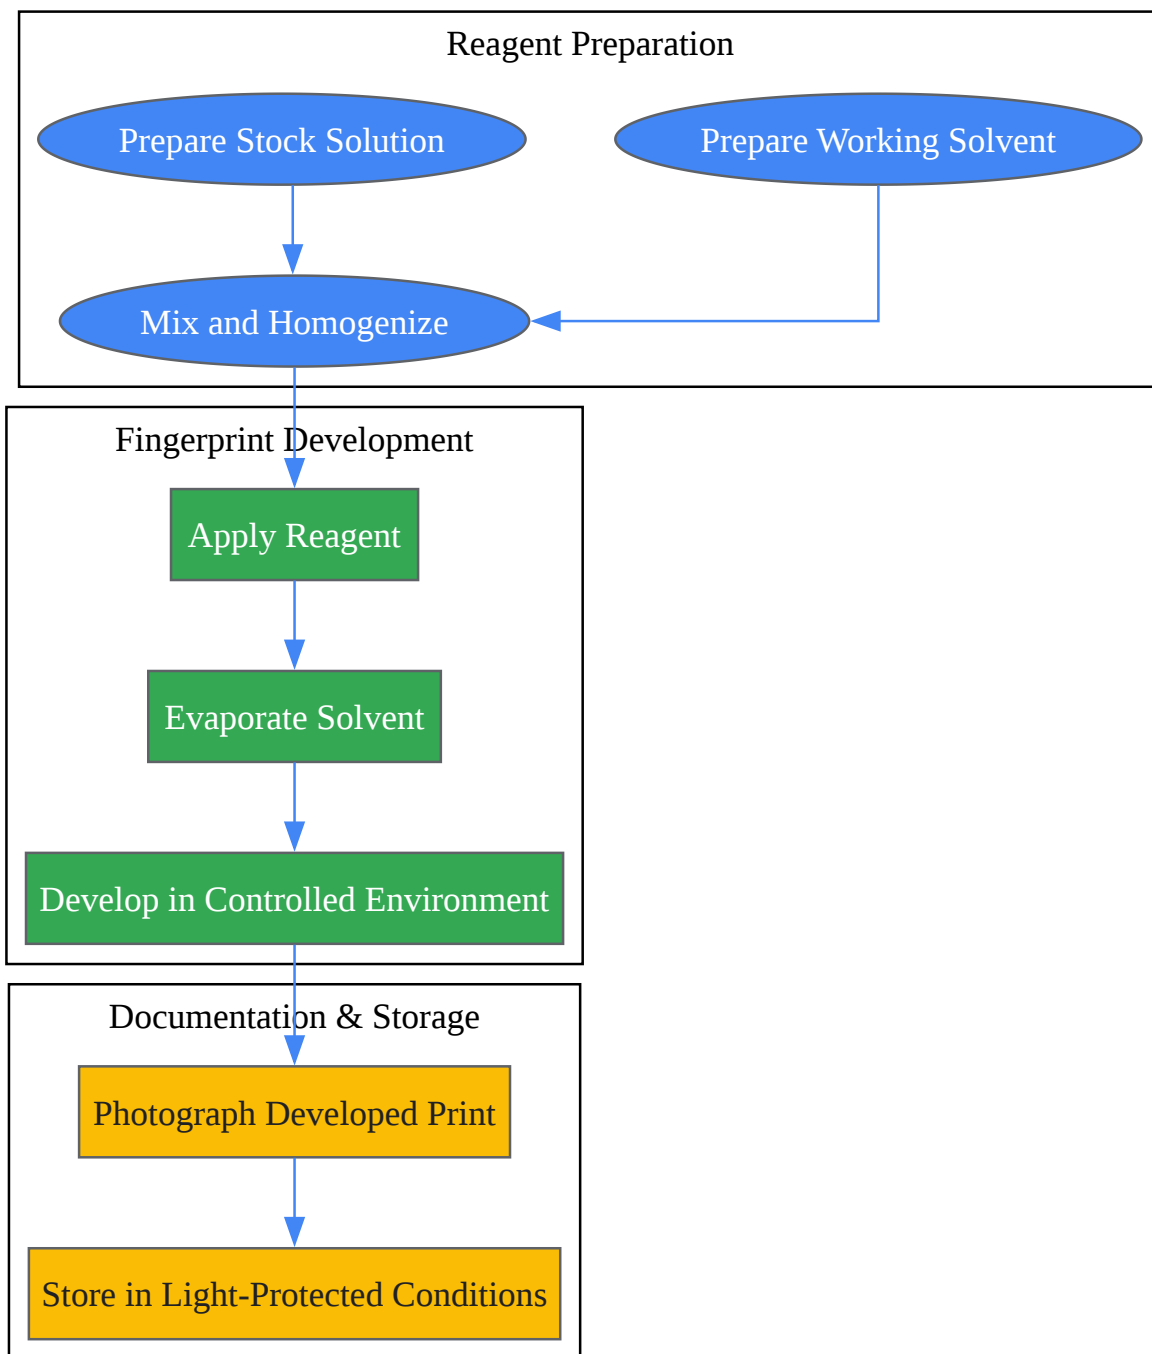 Reagent Preparation
Prepare Stock Solution
Prepare Working Solvent
Mix and Homogenize
Fingerprint Development
Apply Reagent
Evaporate Solvent
Develop in Controlled Environment
Documentation & Storage
Photograph Developed Print
Store in Light-Protected Conditions